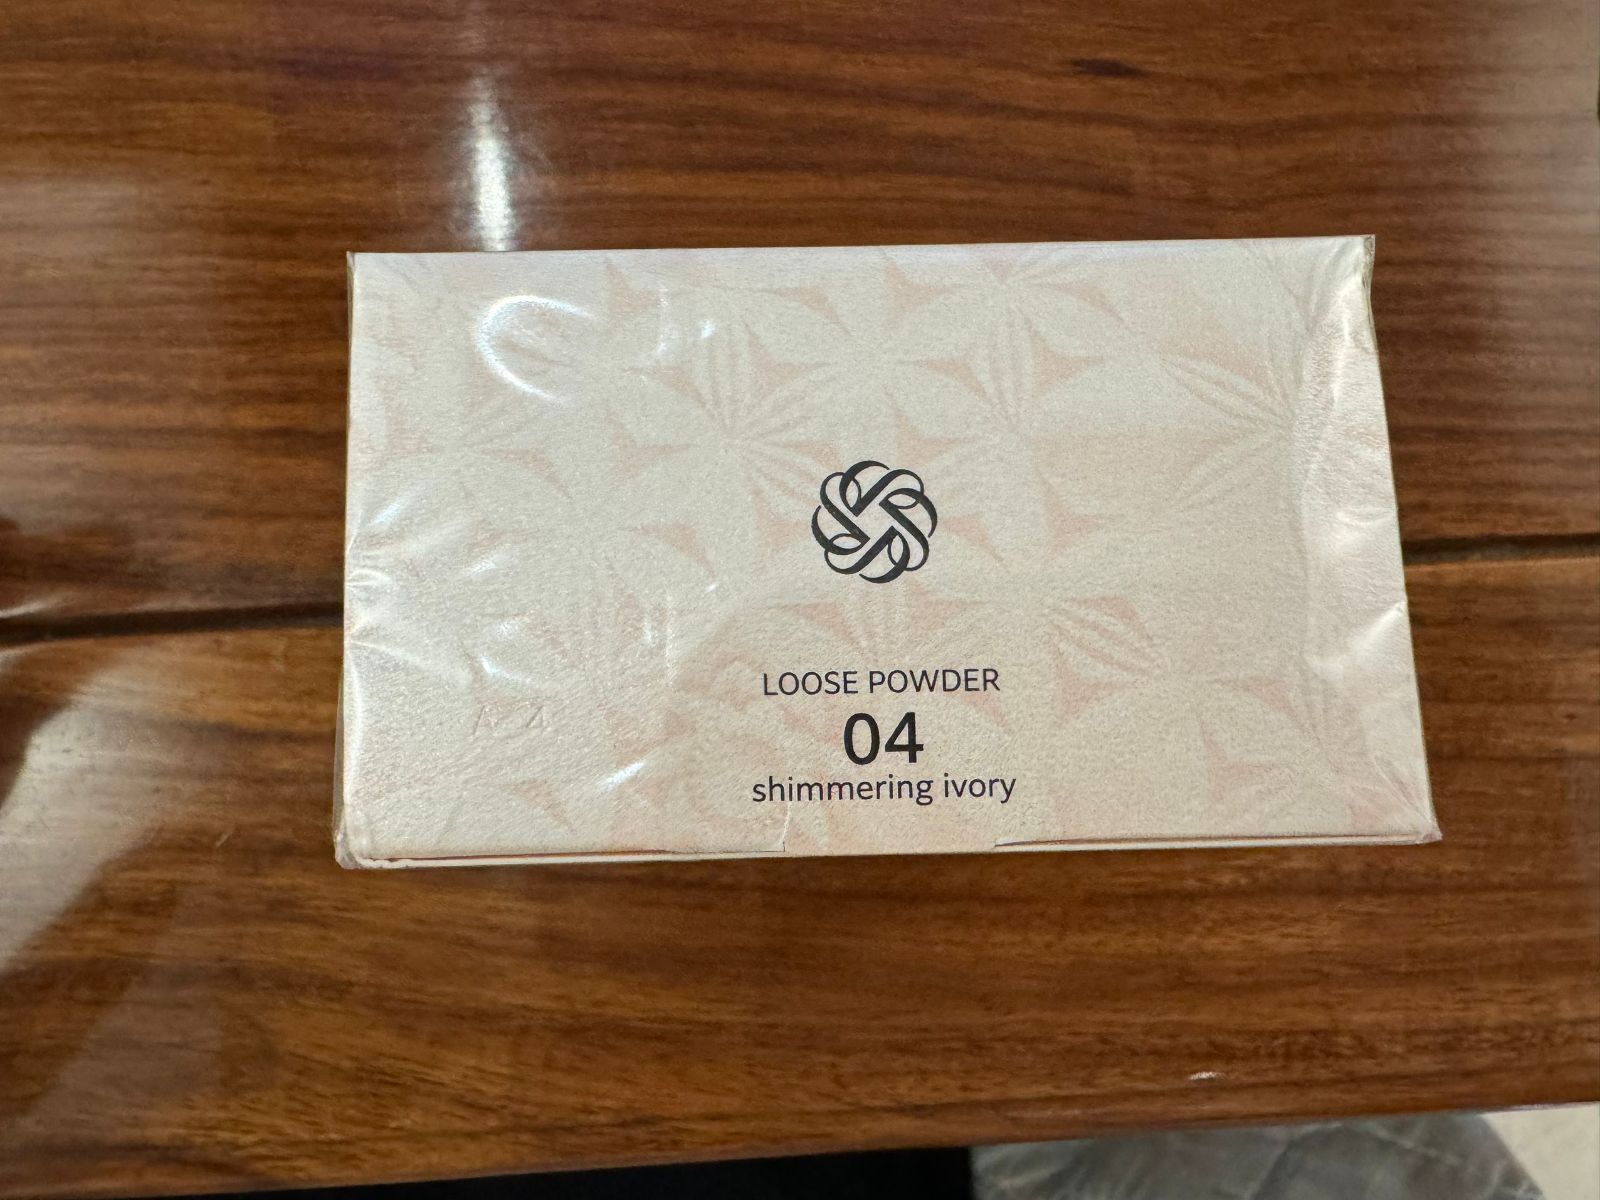 LOOSE POWDER
04
shimmering ivory